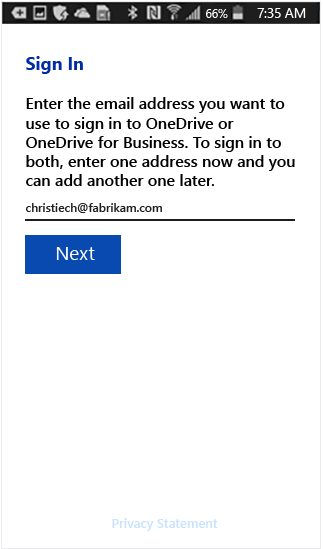 66% 7:35 AM
Sign In
Enter the email address you want to
use to sign in to OneDrive or
OneDrive for Business. To sign in to
both, enter one address now and you
can add another one later.
christiech@fabrikam.com
Next
Privacy Statement